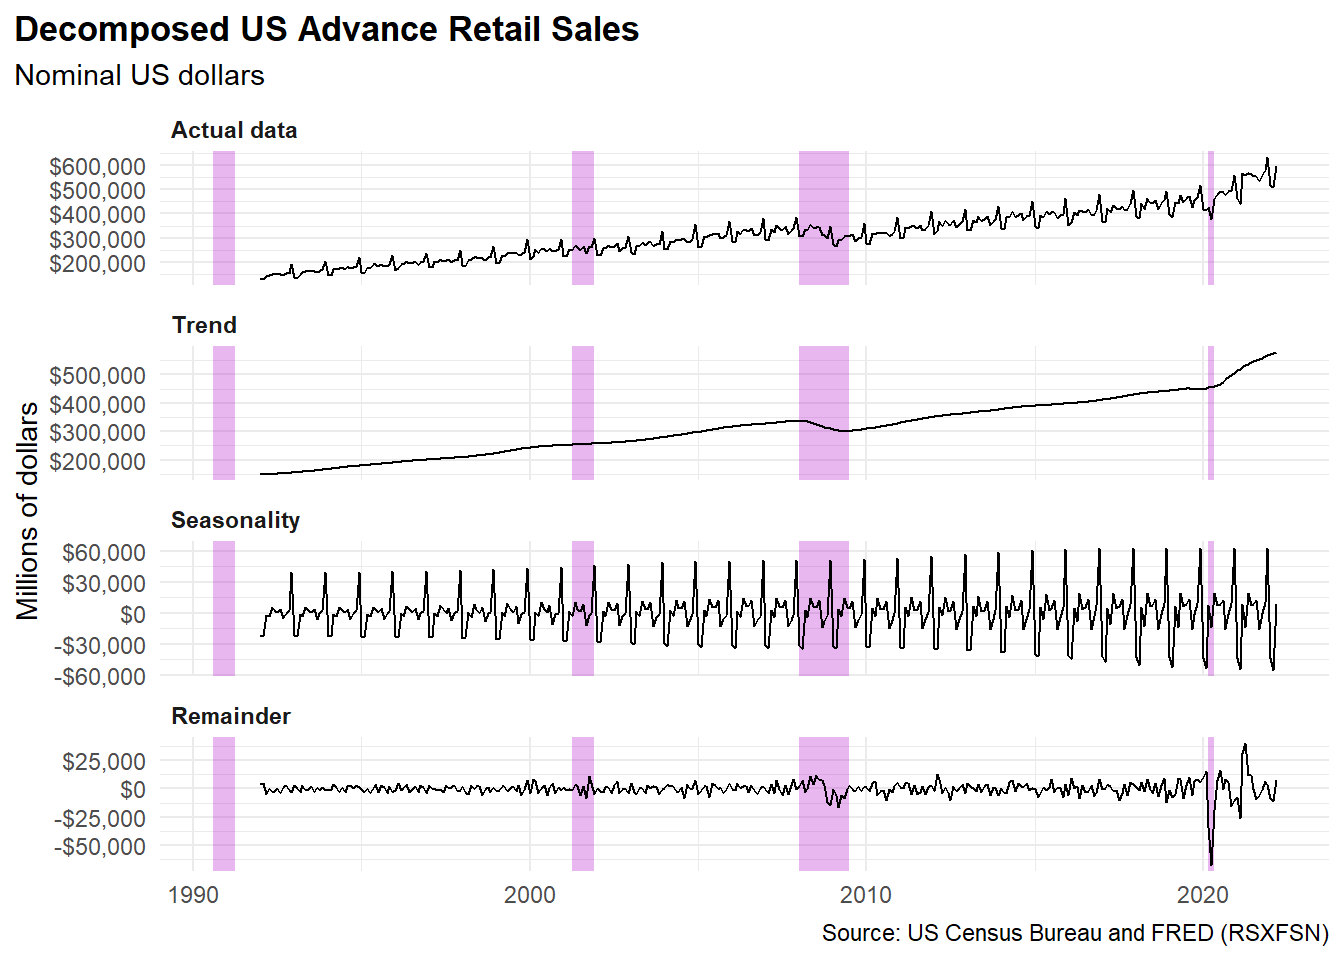 Decomposed US Advance Retail Sales
Nominal US dollars
Actual data
$600,000
$500,000
$400,000
$300,000
$200,000
Trend
$500,000
$400,000
$300,000
$200,000
Millions of dollars
Seasonality
$60,000
$30,000
$0
-$30,000
-$60,000
Remainder
$25,000
$0
-$25,000
-$50,000
1990 2000 2010 2020
Source: US Census Bureau and FRED (RSXFSN)